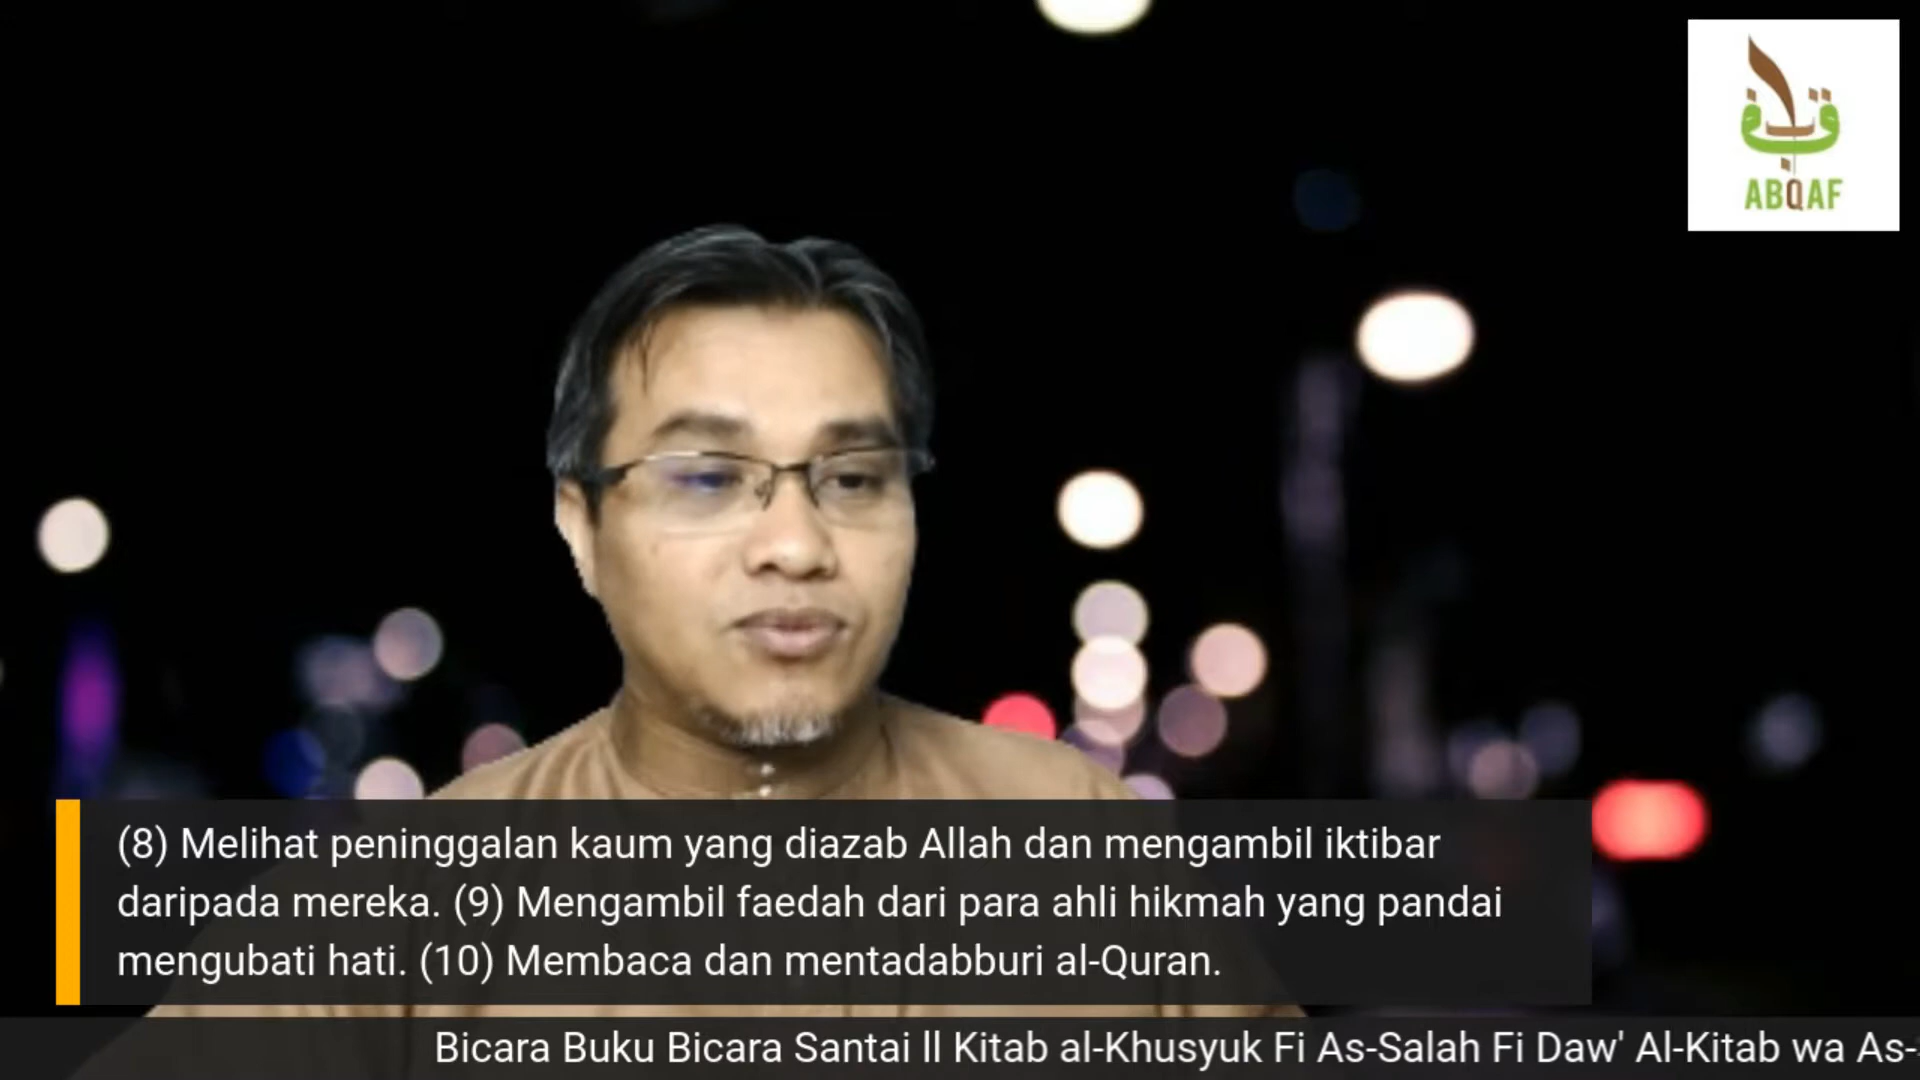 ABQAF
(8) Melihat peninggalan kaum yang diazab Allah dan mengambil iktibar
daripada mereka. (9) Mengambil faedah dari para ahli hikmah yang pandai
mengubati hati. (10) Membaca dan mentadabburi al-Quran.
Bicara Buku Bicara Santai ll Kitab al-Khusyuk Fi As-Salah Fi Daw' Al-Kitab wa As-